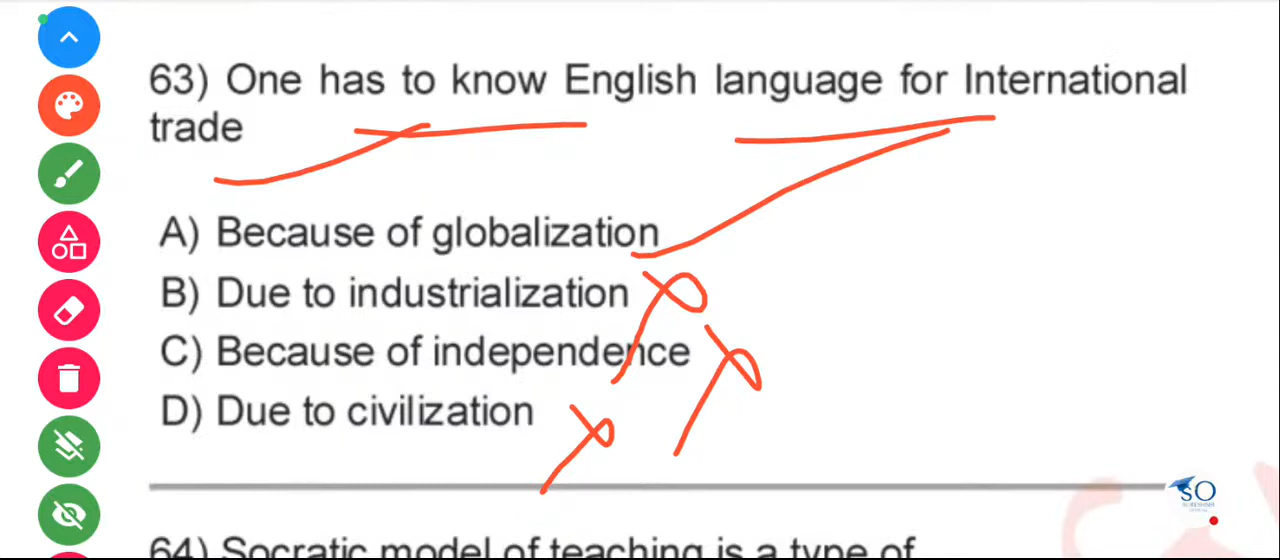 63) One has to know English language for International
trade
A) Because of globalization
B) Due to industrialization
C) Because of independence
D) Due to civilization
SO
64) Socratic model of teaching is a type of